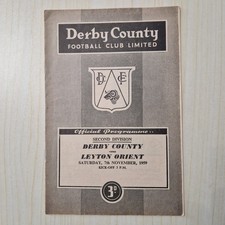 Derby County
FOOTBALL CLUB LIMITED
Official Programme
SECOND DIVISION
DERBY COUNTY
LEYTON ORIENT
SATURDAY, 7th NOVEMBER, 1959
KICK-OFF 3 P.M.
3D